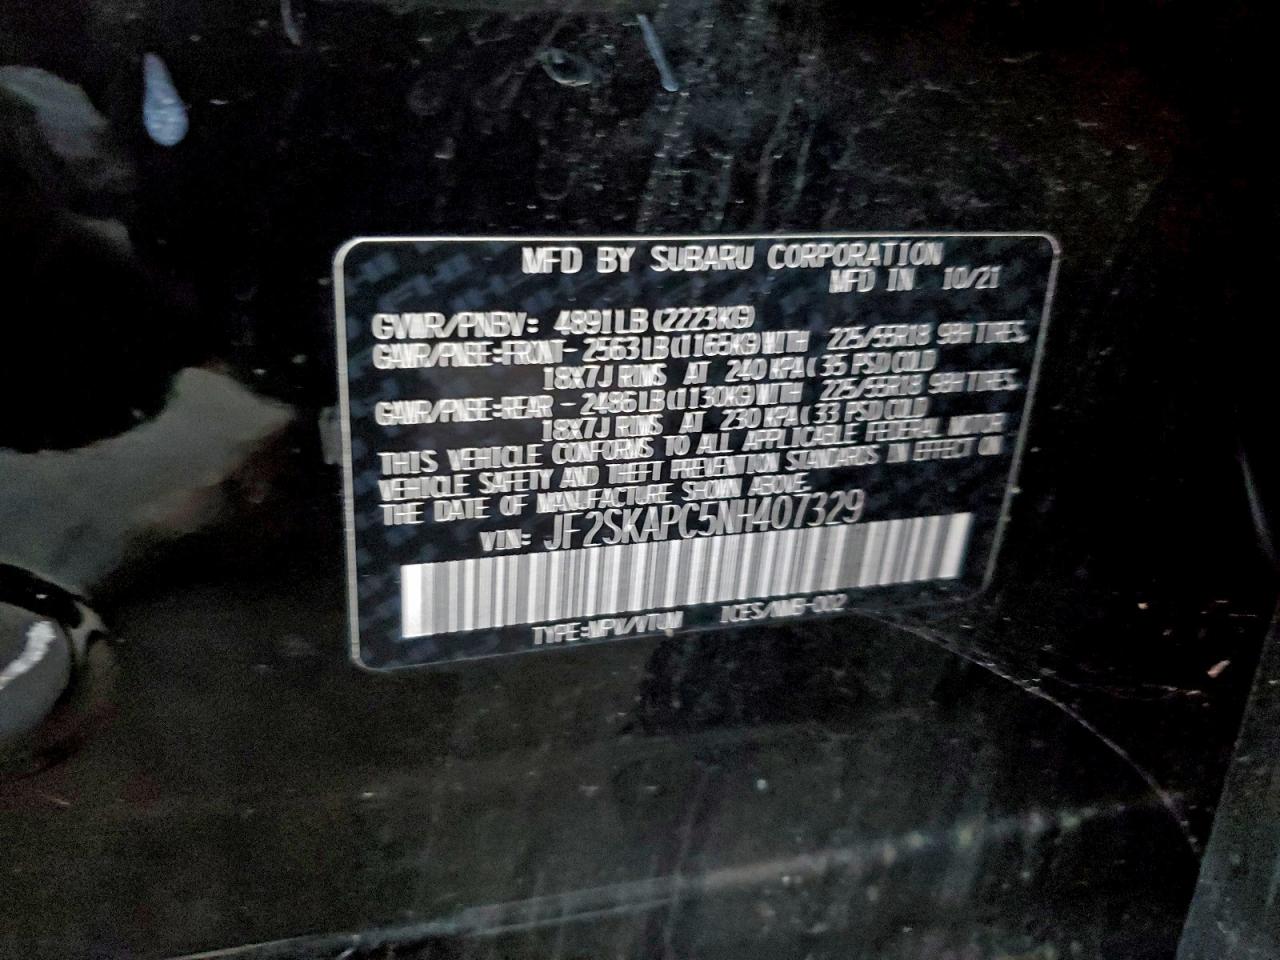 MFD BY SUBARU CORPORATION
MFD IN 10/21
GVWR/PNBV: 4891LB(2223KG)
GAWR/PNBE:FRONT- 2563LB(1165KG)WITH 225/55R18 98H TIRES,
18X7J RIMS AT 240 KPA(35 PSI)COLD
GAWR/PNBE:REAR - 2486LB(1130KG)WITH 225/55R18 98H TIRES,
18X7J RIMS AT 230 KPA(33 PSI)COLD
THIS VEHICLE CONFORMS TO ALL APPLICABLE FEDERAL MOTOR
VEHICLE SAFETY AND THEFT PREVENTION STANDARDS IN EFFECT ON
THE DATE OF MANUFACTURE SHOWN ABOVE.
VIN: JF2SKAPC5NH407329
TYPE:MPV/VTUM ICES/NMB-002